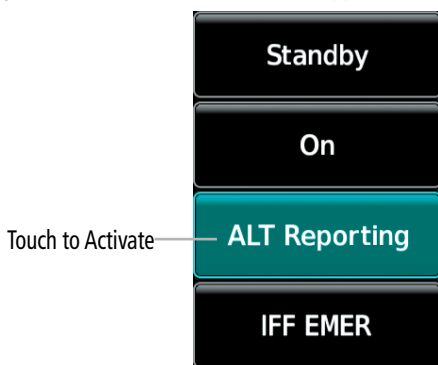 Standby
On
Touch to Activate
ALT Reporting
IFF EMER